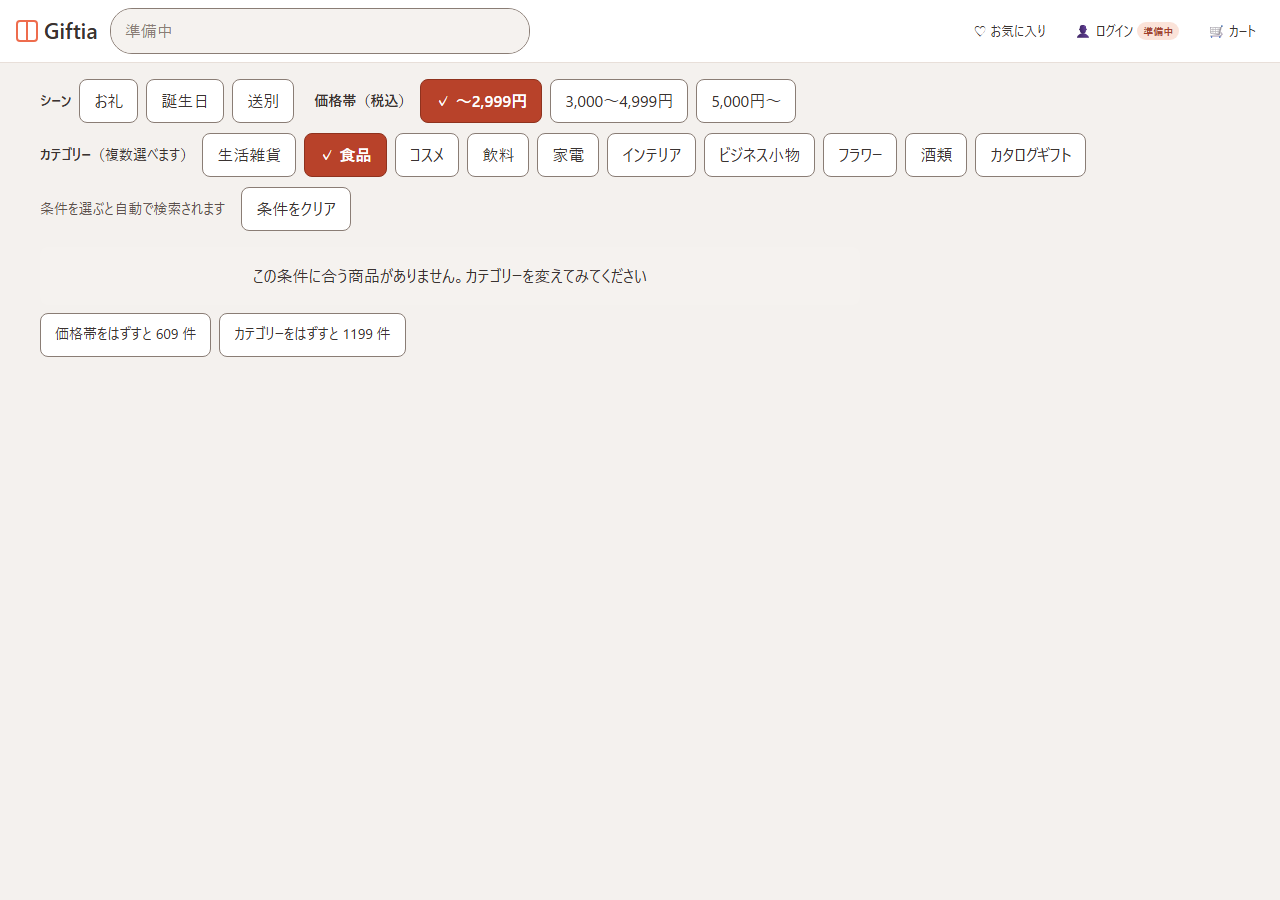 Giftia 準備中 ♡ お気に入り 👤 ログイン 準備中 🛒 カート
シーン お礼 誕生日 送別 価格帯（税込） ✓ ～2,999円 3,000～4,999円 5,000円～
カテゴリー（複数選べます） 生活雑貨 ✓ 食品 コスメ 飲料 家電 インテリア ビジネス小物 フラワー 酒類 カタログギフト
条件を選ぶと自動で検索されます 条件をクリア
この条件に合う商品がありません。カテゴリーを変えてみてください
価格帯をはずすと 609 件 カテゴリーをはずすと 1199 件